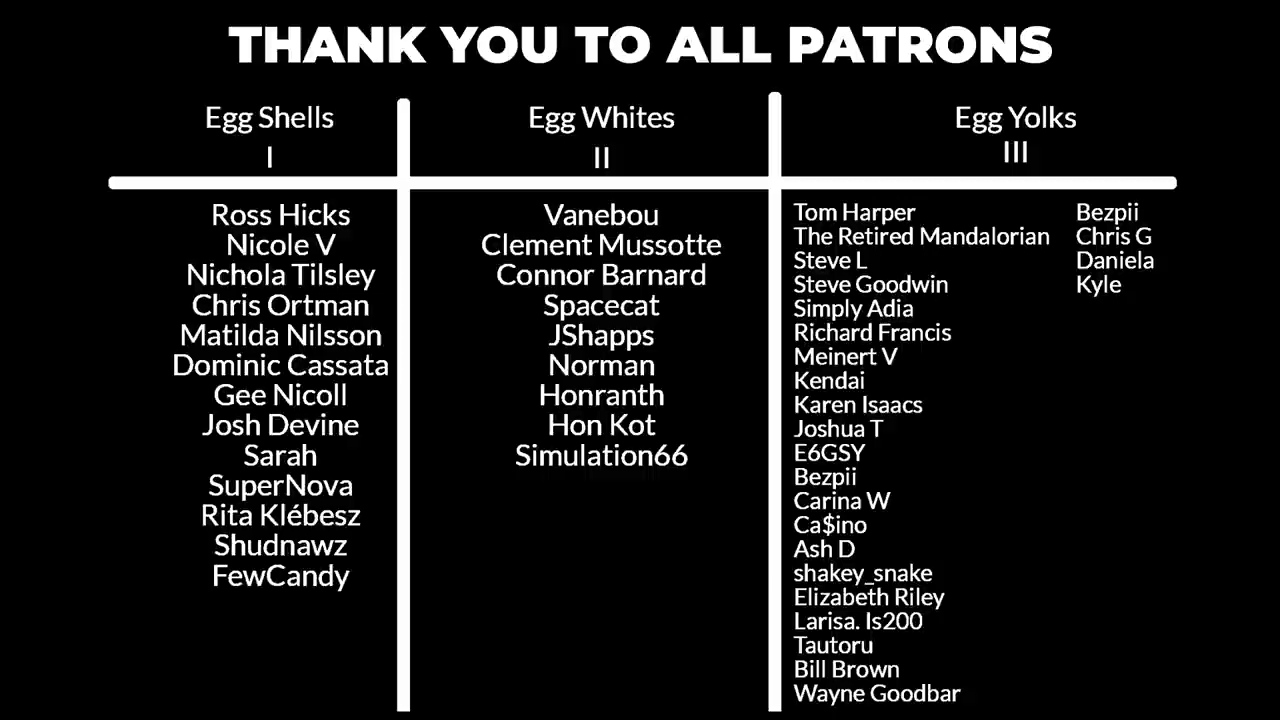 THANK YOU TO ALL PATRONS
Egg Shells
I
Ross Hicks
Nicole V
Nichola Tilsley
Chris Ortman
Matilda Nilsson
Dominic Cassata
Gee Nicoll
Josh Devine
Sarah
SuperNova
Rita Klébesz
Shudnawz
FewCandy
Egg Whites
II
Vanebou
Clement Mussotte
Connor Barnard
Spacecat
JShapps
Norman
Honranth
Hon Kot
Simulation66
Egg Yolks
III
Tom Harper
The Retired Mandalorian
Steve L
Steve Goodwin
Simply Adia
Richard Francis
Meinert V
Kendai
Karen Isaacs
Joshua T
E6GSY
Bezpii
Carina W
Ca$ino
Ash D
shakey_snake
Elizabeth Riley
Larisa. ls200
Tautoru
Bill Brown
Wayne Goodbar
Bezpii
Chris G
Daniela
Kyle